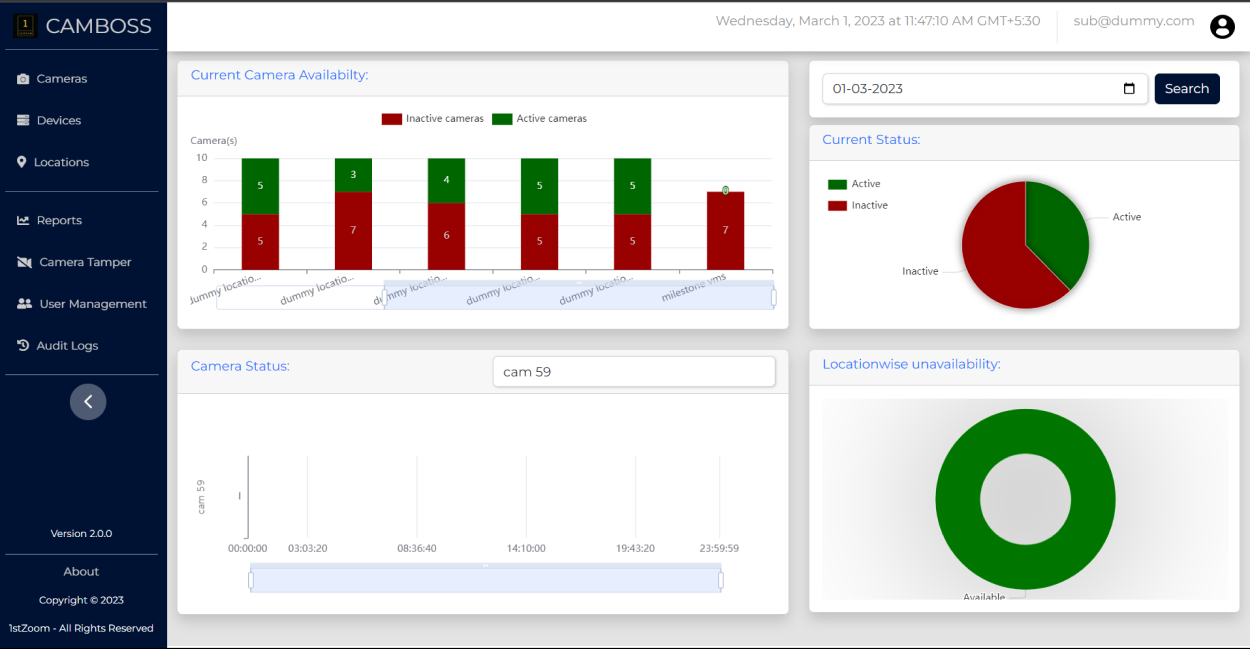 1 CAMBOSS
Cameras
Devices
Locations
Reports
Camera Tamper
User Management
Audit Logs
Version 2.0.0
About
Copyright © 2023
1stZoom - All Rights Reserved
Wednesday, March 1, 2023 at 11:47:10 AM GMT+5:30 sub@dummy.com
Current Camera Availabilty:
Inactive cameras Active cameras
Camera(s)
10
8
6
4
2
0
5 3 4 5 5 0
5 7 6 5 5 7
dummy locatio... dummy locatio... dummy locatio... dummy locatio... dummy locatio... milestone vms
01-03-2023 Search
Current Status:
Active
Inactive
Active
Inactive
Camera Status: cam 59
cam 59
00:00:00 03:03:20 08:36:40 14:10:00 19:43:20 23:59:59
Locationwise unavailability:
Available